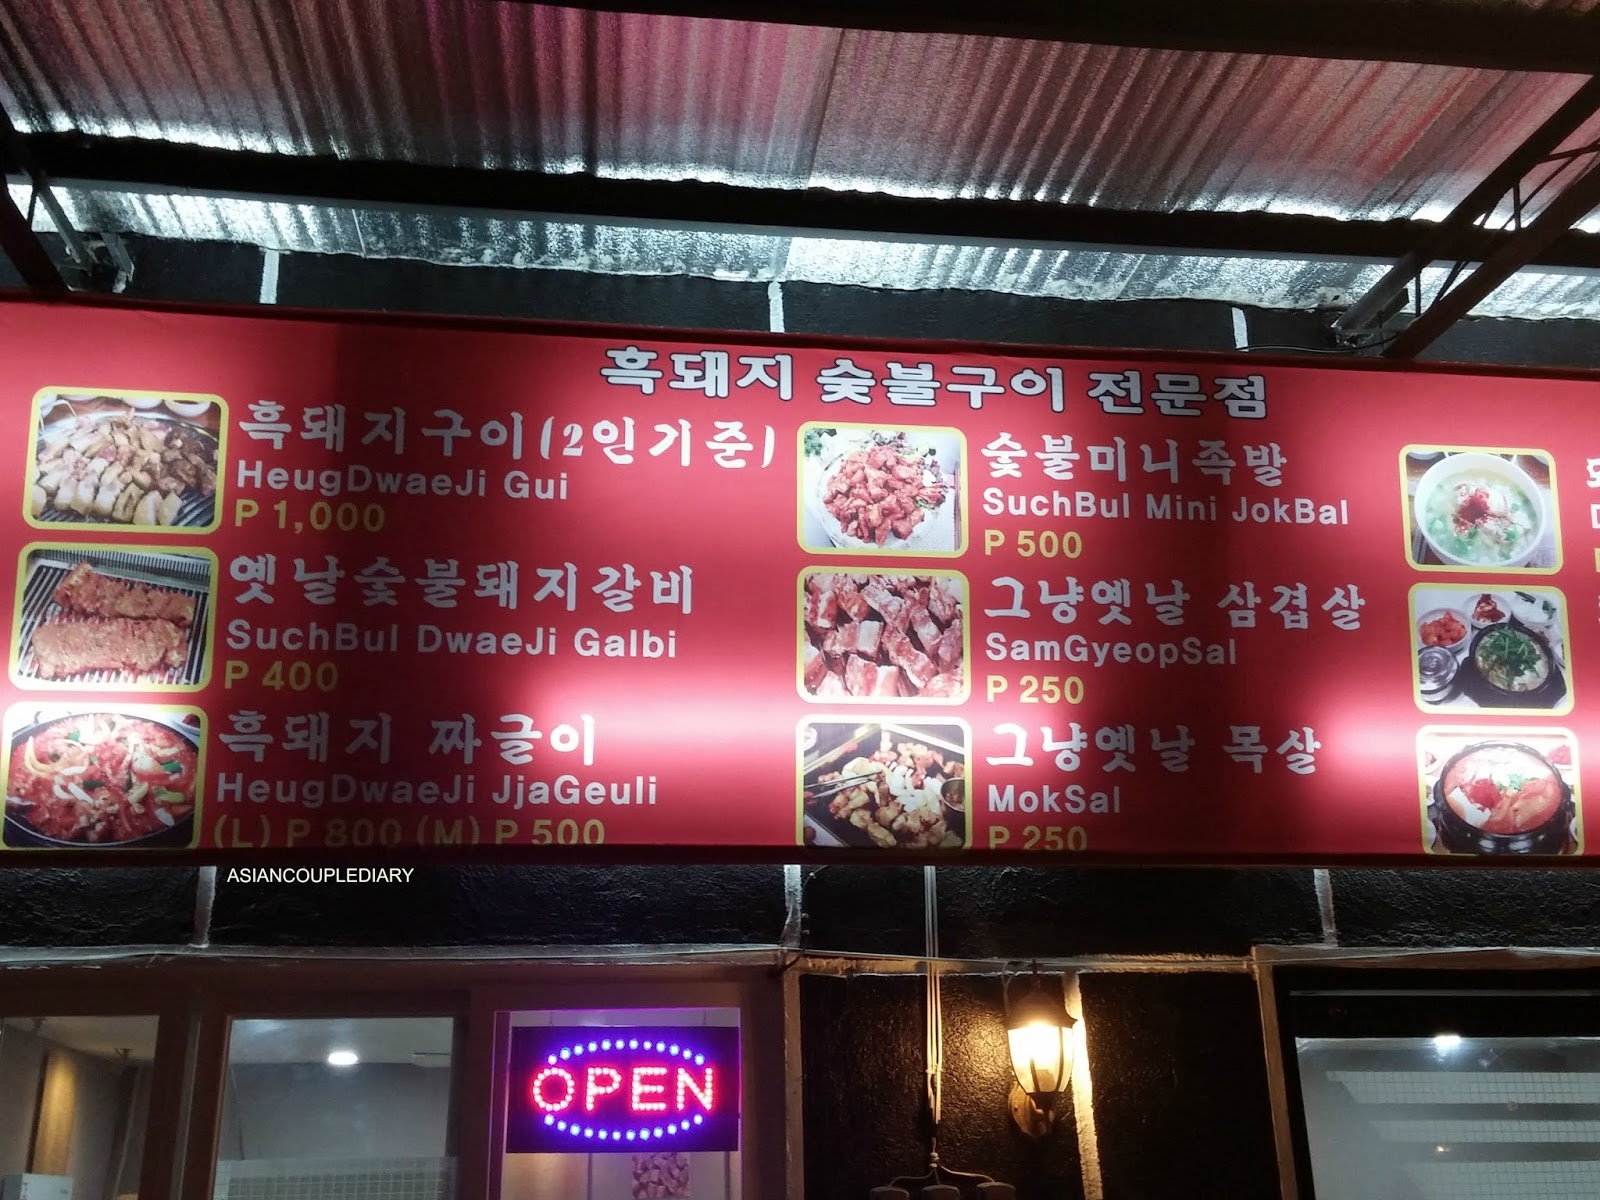 흑돼지 숯불구이 전문점
흑돼지구이(2인기준)
HeugDwaeJi Gui
P 1,000
옛날숯불돼지갈비
SuchBul DwaeJi Galbi
P 400
흑돼지 짜글이
HeugDwaeJi JjaGeuli
(L) P 800 (M) P 500
숯불미니족발
SuchBul Mini JokBal
P 500
그냥옛날 삼겹살
SamGyeopSal
P 250
그냥옛날 목살
MokSal
P 250
ASIANCOUPLEDIARY
OPEN